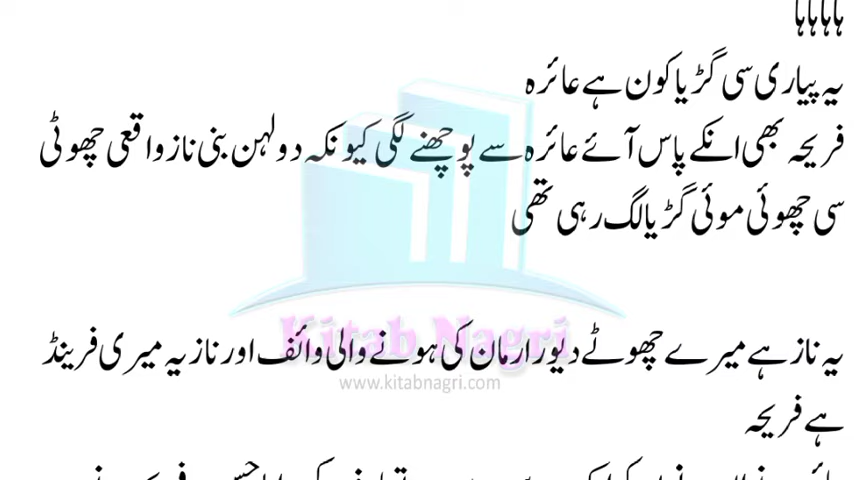 ہاہاہاہا
یہ پیاری سی گڑیا کون ہے عائرہ
فریحہ بھی انکے پاس آئے عائرہ سے پوچھنے لگی کیونکہ دولہن بنی ناز واقعی چھوٹی
سی چھوئی موئی گڑیا لگ رہی تھی
Kitab Nagri
یہ ناز ہے میرے چھوٹے دیور ارمان کی ہونے والی وائف اور ناز یہ میری فرینڈ
www.kitabnagri.com
ہے فریحہ